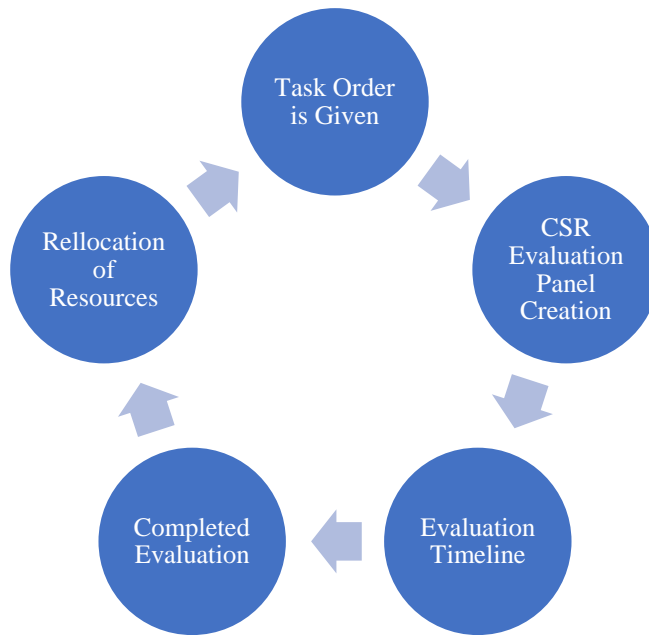 Task Order
is Given
CSR
Evaluation
Panel
Creation
Evaluation
Timeline
Completed
Evaluation
Rellocation
of
Resources